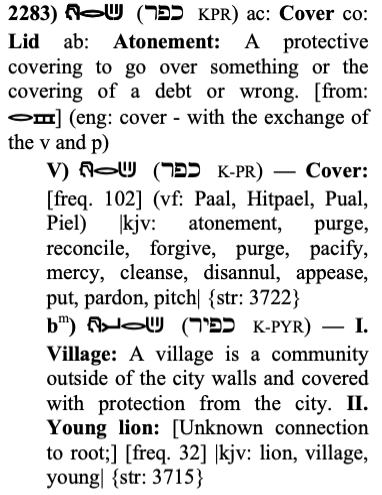 2283) (כפר KPR) ac: Cover co:
Lid ab: Atonement: A protective
covering to go over something or the
covering of a debt or wrong. [from:
] (eng: cover - with the exchange of
the v and p)
V) (כפר K-PR) — Cover:
[freq. 102] (vf: Paal, Hitpael, Pual,
Piel) |kjv: atonement, purge,
reconcile, forgive, purge, pacify,
mercy, cleanse, disannul, appease,
put, pardon, pitch| {str: 3722}
bᵐ) (כפיר K-PYR) — I.
Village: A village is a community
outside of the city walls and covered
with protection from the city. II.
Young lion: [Unknown connection
to root;] [freq. 32] |kjv: lion, village,
young| {str: 3715}